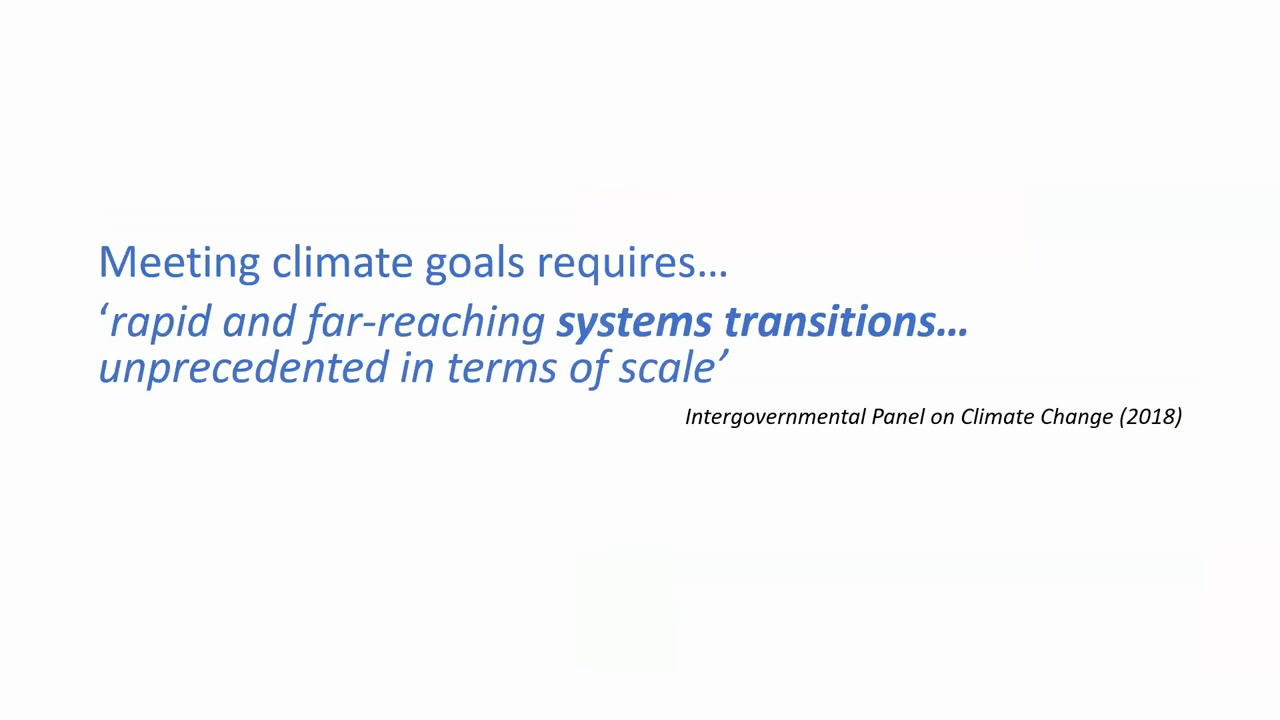 Meeting climate goals requires…
‘rapid and far-reaching systems transitions…
unprecedented in terms of scale’
Intergovernmental Panel on Climate Change (2018)